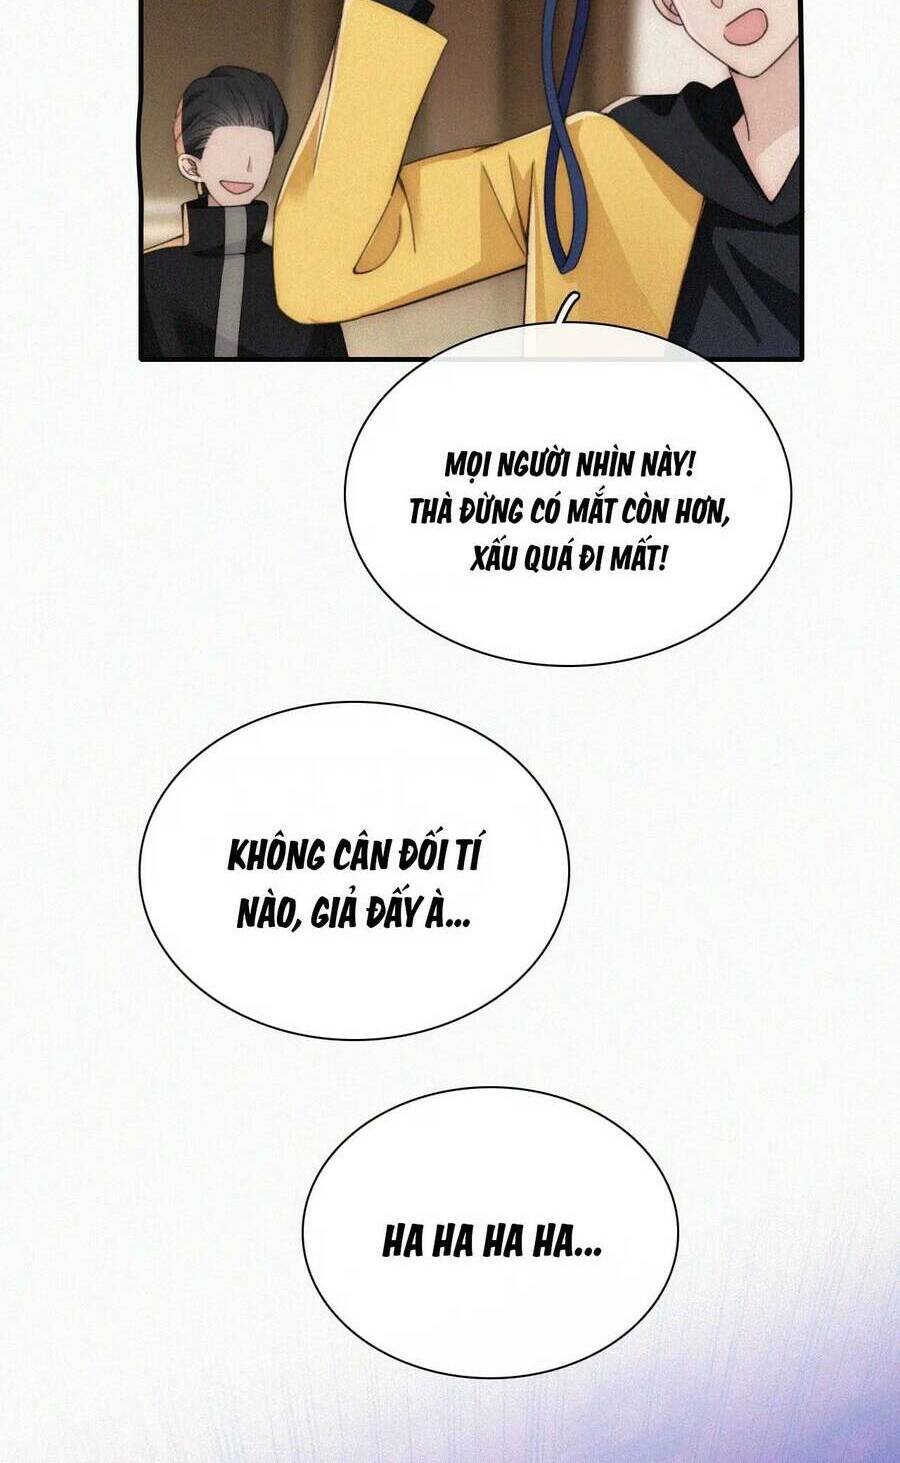 MỌI NGƯỜI NHÌN NÀY!
THÀ ĐỪNG CÓ MẮT CÒN HƠN,
XẤU QUÁ ĐI MẤT!
KHÔNG CÂN ĐỐI TÍ
NÀO, GIẢ ĐẤY À...
HA HA HA HA...